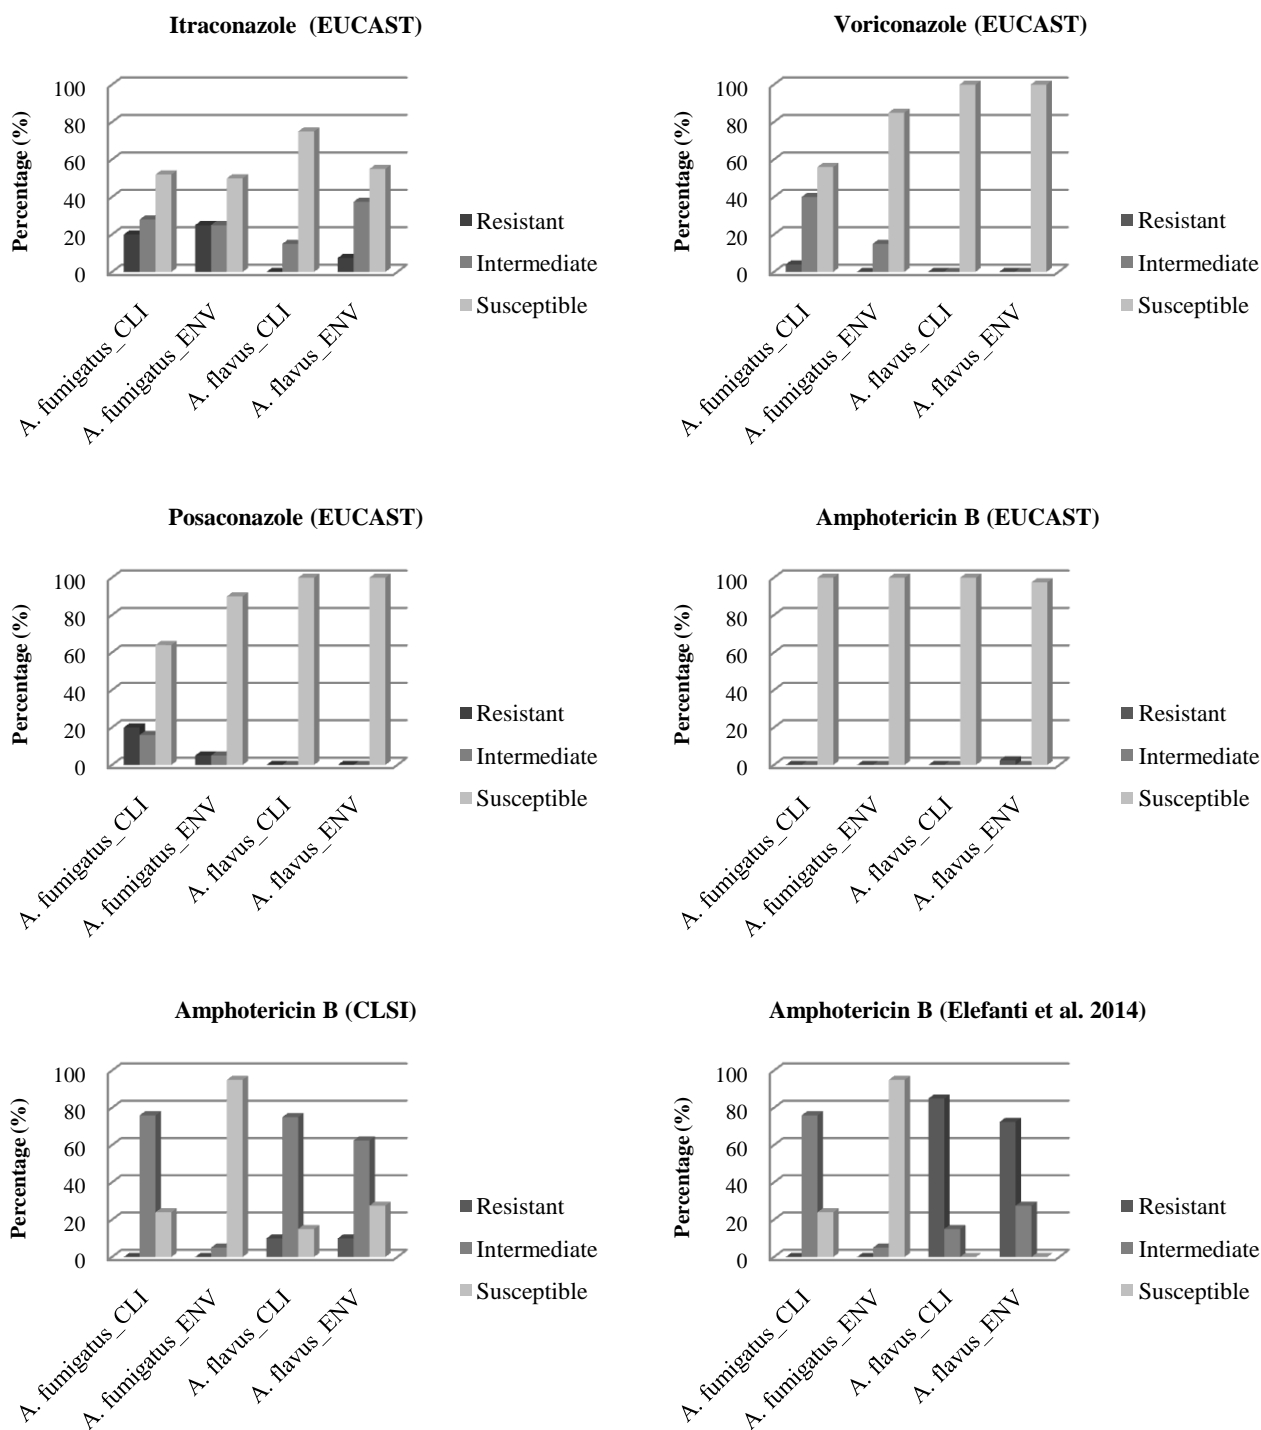 Itraconazole  (EUCAST)
Percentage (%)
100
80
60
40
20
0
A. fumigatus_CLI
A. fumigatus_ENV
A. flavus_CLI
A. flavus_ENV
Resistant
Intermediate
Susceptible
Voriconazole (EUCAST)
Percentage (%)
100
80
60
40
20
0
A. fumigatus_CLI
A. fumigatus_ENV
A. flavus_CLI
A. flavus_ENV
Resistant
Intermediate
Susceptible
Posaconazole (EUCAST)
Percentage (%)
100
80
60
40
20
0
A. fumigatus_CLI
A. fumigatus_ENV
A. flavus_CLI
A. flavus_ENV
Resistant
Intermediate
Susceptible
Amphotericin B (EUCAST)
Percentage (%)
100
80
60
40
20
0
A. fumigatus_CLI
A. fumigatus_ENV
A. flavus_CLI
A. flavus_ENV
Resistant
Intermediate
Susceptible
Amphotericin B (CLSI)
Percentage (%)
100
80
60
40
20
0
A. fumigatus_CLI
A. fumigatus_ENV
A. flavus_CLI
A. flavus_ENV
Resistant
Intermediate
Susceptible
Amphotericin B (Elefanti et al. 2014)
Percentage (%)
100
80
60
40
20
0
A. fumigatus_CLI
A. fumigatus_ENV
A. flavus_CLI
A. flavus_ENV
Resistant
Intermediate
Susceptible